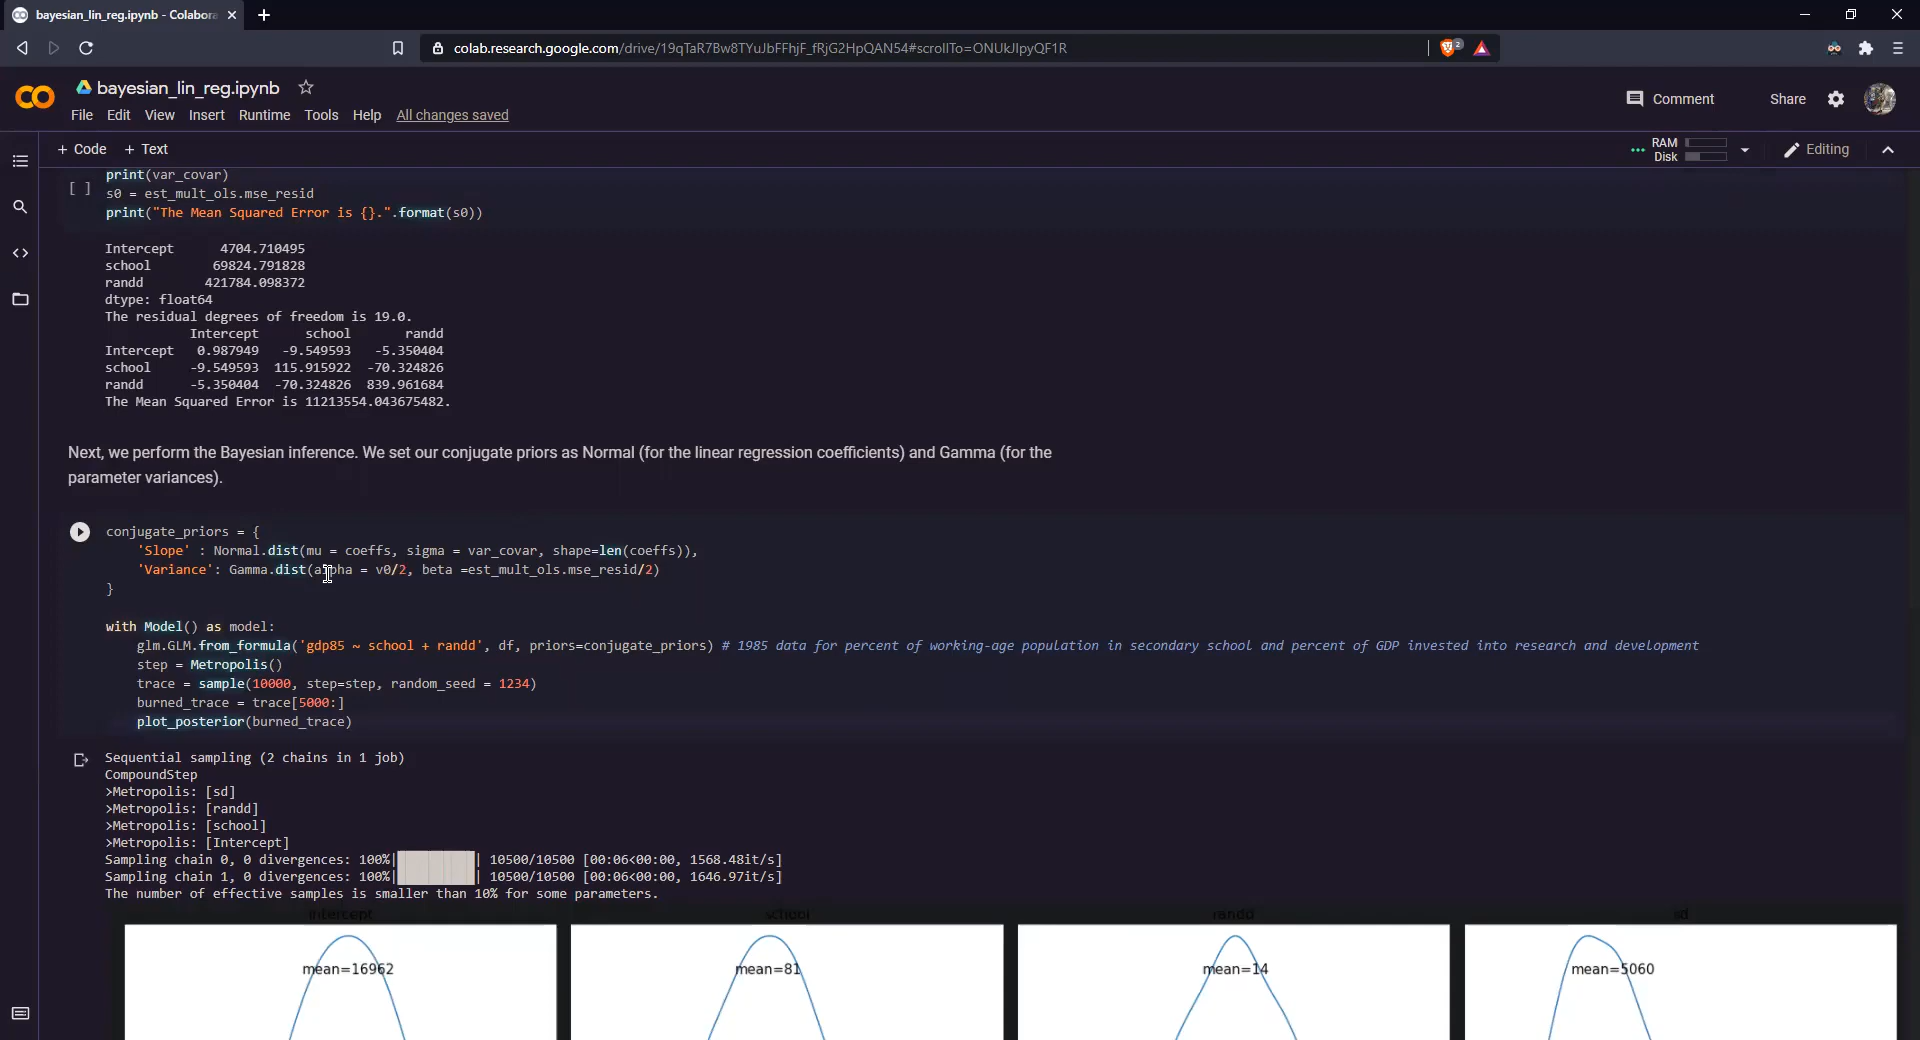 bayesian_lin_reg.ipynb - Colabora
colab.research.google.com/drive/19qTaR7Bw8TYuJbFFhjF_fRjG2HpQAN54#scrollTo=ONUkJIpyQF1R
2
bayesian_lin_reg.ipynb
Comment
Share
File Edit View Insert Runtime Tools Help All changes saved
+ Code + Text
RAM
Disk
Editing
print(var_covar)
[ ] s0 = est_mult_ols.mse_resid
print("The Mean Squared Error is {}.".format(s0))
Intercept 4704.710495
school 69824.791828
randd 421784.098372
dtype: float64
The residual degrees of freedom is 19.0.
Intercept school randd
Intercept 0.987949 -9.549593 -5.350404
school -9.549593 115.915922 -70.324826
randd -5.350404 -70.324826 839.961684
The Mean Squared Error is 11213554.043675482.
Next, we perform the Bayesian inference. We set our conjugate priors as Normal (for the linear regression coefficients) and Gamma (for the
parameter variances).
conjugate_priors = {
'Slope' : Normal.dist(mu = coeffs, sigma = var_covar, shape=len(coeffs)),
'Variance': Gamma.dist(alpha = v0/2, beta =est_mult_ols.mse_resid/2)
}
with Model() as model:
glm.GLM.from_formula('gdp85 ~ school + randd', df, priors=conjugate_priors) # 1985 data for percent of working-age population in secondary school and percent of GDP invested into research and development
step = Metropolis()
trace = sample(10000, step=step, random_seed = 1234)
burned_trace = trace[5000:]
plot_posterior(burned_trace)
Sequential sampling (2 chains in 1 job)
CompoundStep
>Metropolis: [sd]
>Metropolis: [randd]
>Metropolis: [school]
>Metropolis: [Intercept]
Sampling chain 0, 0 divergences: 100%| | 10500/10500 [00:06<00:00, 1568.48it/s]
Sampling chain 1, 0 divergences: 100%| | 10500/10500 [00:06<00:00, 1646.97it/s]
The number of effective samples is smaller than 10% for some parameters.
Intercept school randd sd
mean=16962 mean=81 mean=14 mean=5060